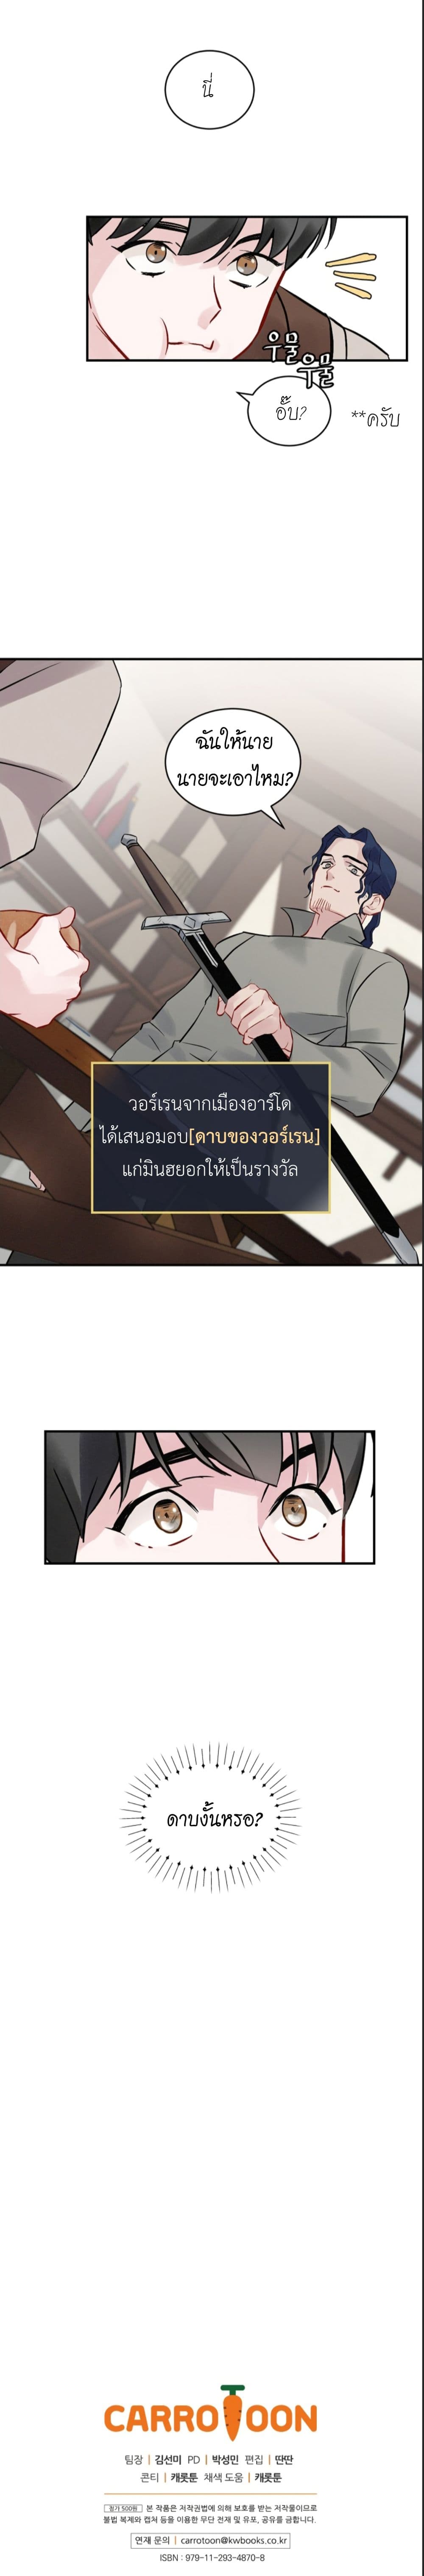 นี่
우물
우물
อั๊บ?
**ครับ
ฉันให้นาย
นายจะเอาไหม?
วอร์เรนจากเมืองอาร์โด
ได้เสนอมอบ[ดาบของวอร์เรน]
แก่มินฮยอกให้เป็นรางวัล
ดาบงั้นหรอ?
CARROTOON
팀장 | 김선미 PD | 박성민 편집 | 딴딴
콘티 | 캐롯툰 채색 도움 | 캐롯툰
정가 500원 본 작품은 저작권법에 의해 보호를 받는 저작물이므로
불법 복제와 캡처 등을 이용한 무단 전재 및 유포, 공유를 금합니다.
연재 문의 | carrotoon@kwbooks.co.kr
ISBN : 979-11-293-4870-8